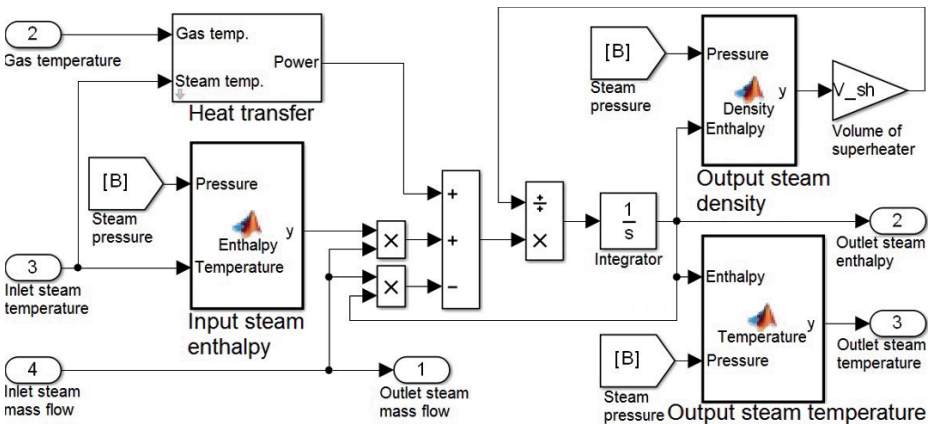 2
Gas temperature
Gas temp.
Steam temp.
Power
Heat transfer
[B]
Steam
pressure
Pressure
Enthalpy
Temperature
y
Input steam
enthalpy
3
Inlet steam
temperature
4
Inlet steam
mass flow
1
Outlet steam
mass flow
×
×
+
+
−
÷
×
1
s
Integrator
[B]
Steam
pressure
Pressure
Density
Enthalpy
y
Output steam
density
V_sh
Volume of
superheater
2
Outlet steam
enthalpy
Enthalpy
Temperature
Pressure
y
[B]
Steam
pressure
Output steam temperature
3
Outlet steam
temperature